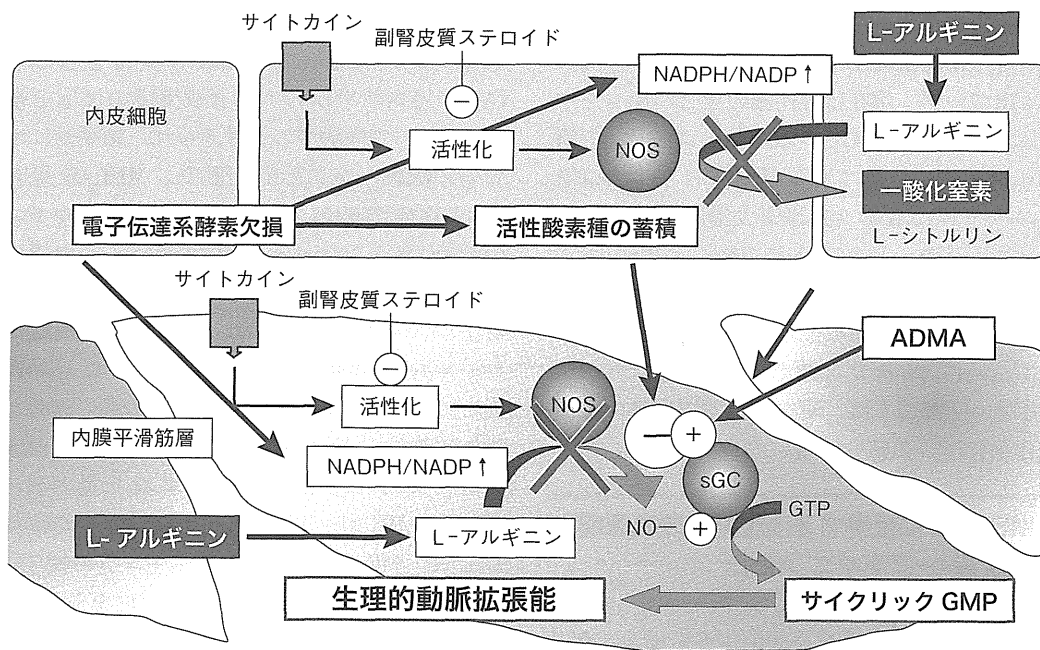 サイトカイン
副腎皮質ステロイド
L-アルギニン
−
NADPH/NADP↑
内皮細胞
活性化
NOS
L-アルギニン
一酸化窒素
電子伝達系酵素欠損
活性酸素種の蓄積
L-シトルリン
サイトカイン
副腎皮質ステロイド
ADMA
−
活性化
NOS
−
+
内膜平滑筋層
NADPH/NADP↑
sGC
NO−
+
GTP
L-アルギニン
L-アルギニン
生理的動脈拡張能
サイクリック GMP